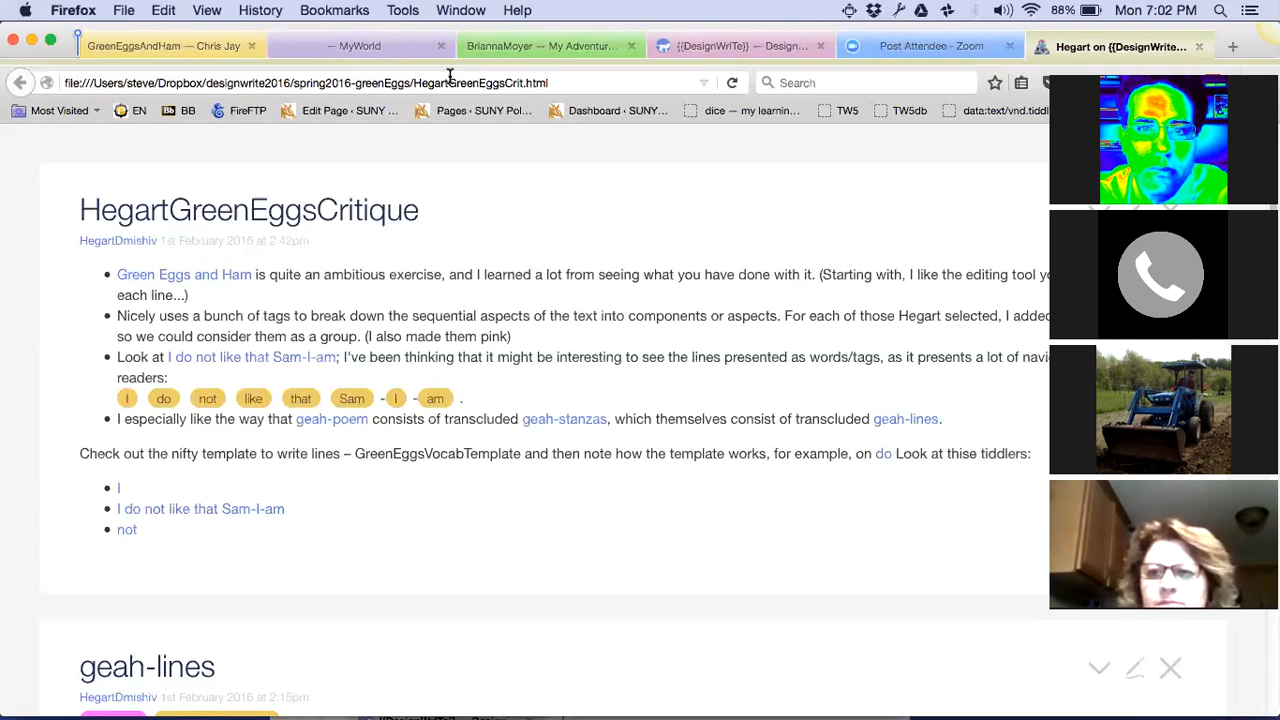 Firefox File Edit View History Bookmarks Tools Window Help 88% Mon 7:02 PM
GreenEggsAndHam — Chris Jay — MyWorld BriannaMoyer — My Adventur... {{DesignWriTe}} — Design... Post Attendee - Zoom Hegart on {{DesignWrite...
file:///Users/steve/Dropbox/designwrite2016/spring2016-greenEggs/HegartGreenEggsCrit.html Search
Most Visited EN BB FireFTP Edit Page ‹ SUNY ... Pages ‹ SUNY Pol... Dashboard ‹ SUNY... dice — my learnin... TW5 TW5db data:text/vnd.tiddl
HegartGreenEggsCritique
HegartDmishiv 1st February 2016 at 2:42pm
Green Eggs and Ham is quite an ambitious exercise, and I learned a lot from seeing what you have done with it. (Starting with, I like the editing tool
each line...)
Nicely uses a bunch of tags to break down the sequential aspects of the text into components or aspects. For each of those Hegart selected, I added
so we could consider them as a group. (I also made them pink)
Look at I do not like that Sam-I-am; I've been thinking that it might be interesting to see the lines presented as words/tags, as it presents a lot of navi
readers:
I do not like that Sam - I - am .
I especially like the way that geah-poem consists of transcluded geah-stanzas, which themselves consist of transcluded geah-lines.
Check out the nifty template to write lines – GreenEggsVocabTemplate and then note how the template works, for example, on do Look at thise tiddlers:
I
I do not like that Sam-I-am
not
geah-lines
HegartDmishiv 1st February 2016 at 2:15pm